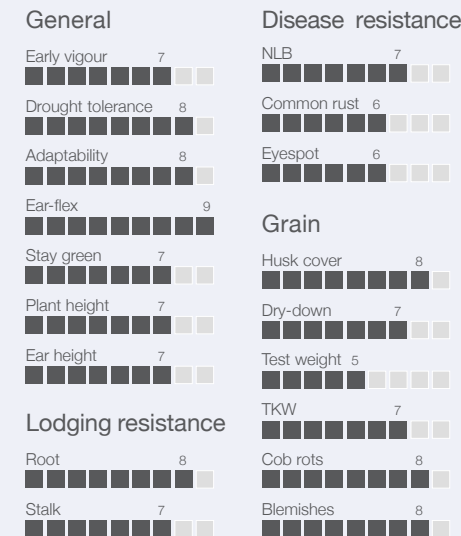 General
Early vigour 7
Drought tolerance 8
Adaptability 8
Ear-flex 9
Stay green 7
Plant height 7
Ear height 7
Lodging resistance
Root 8
Stalk 7
Disease resistance
NLB 7
Common rust 6
Eyespot 6
Grain
Husk cover 8
Dry-down 7
Test weight 5
TKW 7
Cob rots 8
Blemishes 8